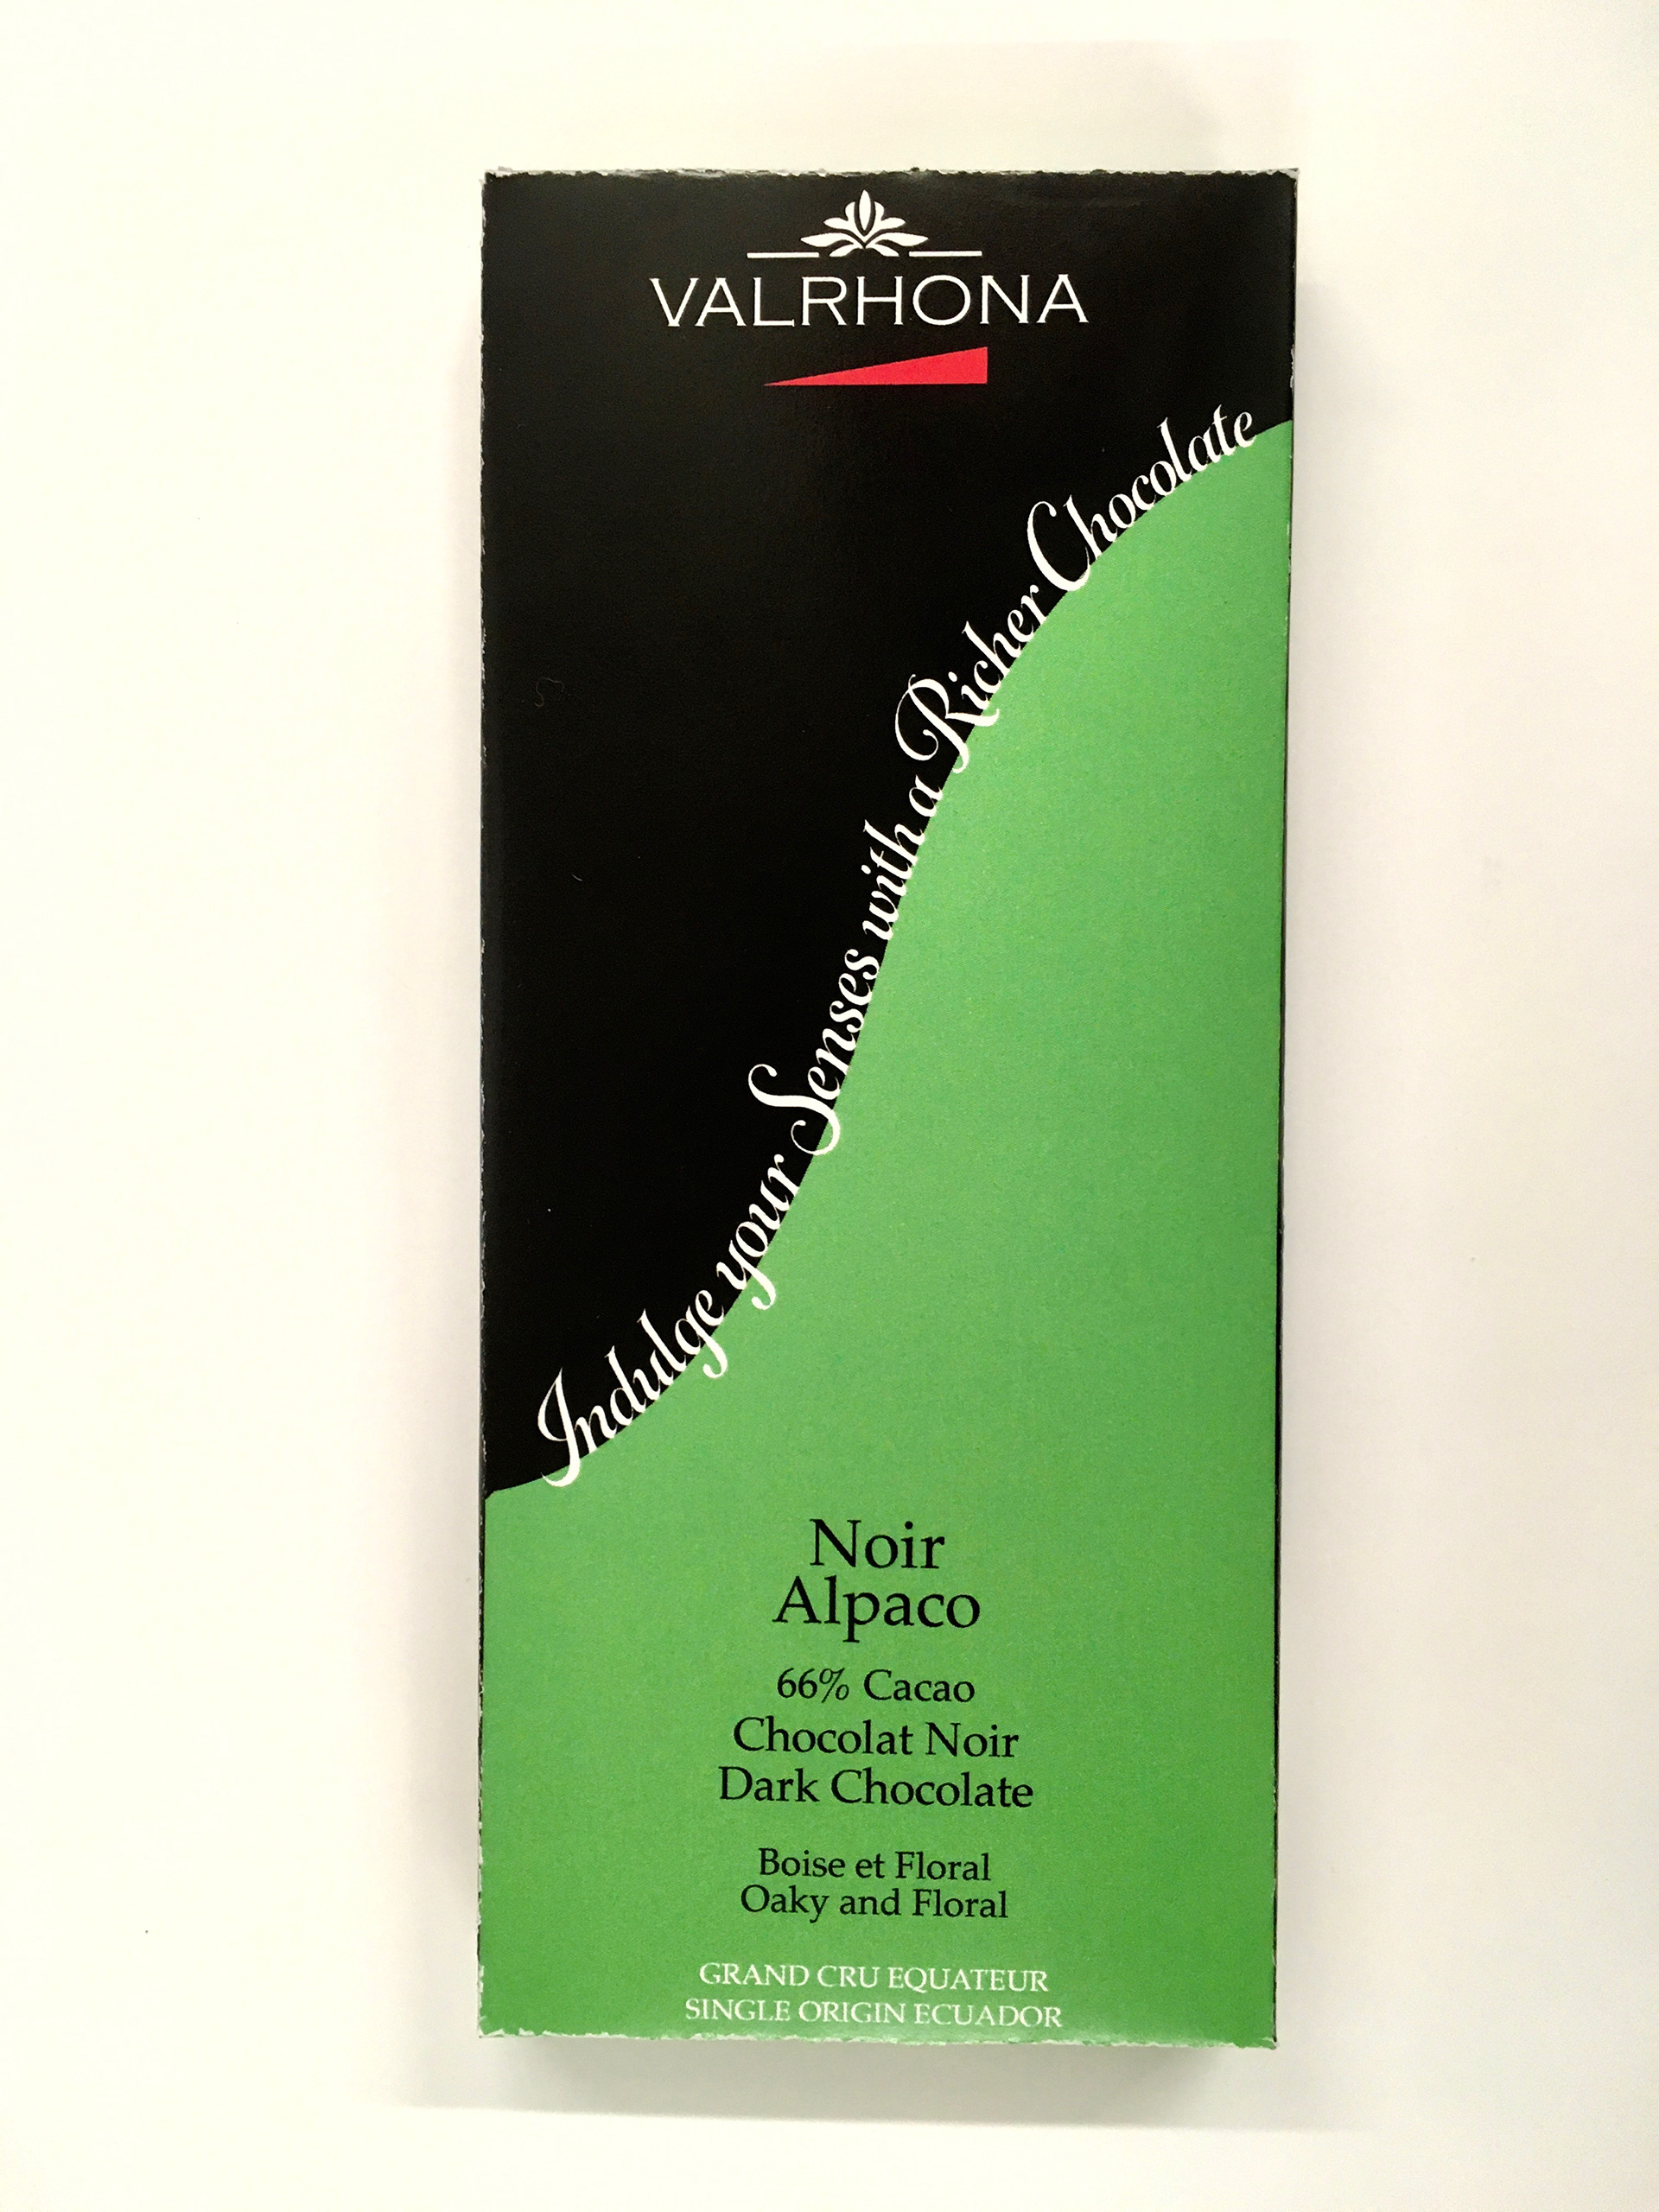 VALRHONA
Indulge your Senses with a Richer Chocolate
Noir
Alpaco
66% Cacao
Chocolat Noir
Dark Chocolate
Boise et Floral
Oaky and Floral
GRAND CRU EQUATEUR
SINGLE ORIGIN ECUADOR